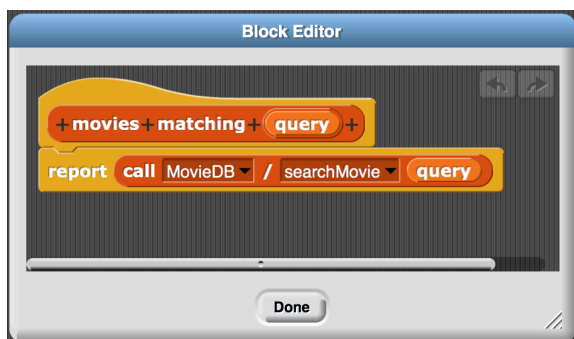 Block Editor
+movies+matching+ query +
report call MovieDB / searchMovie query
Done